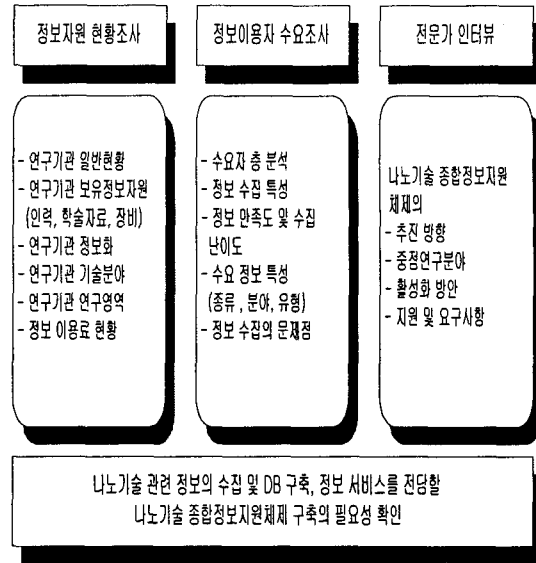 정보자원 현황조사
정보이용자 수요조사
전문가 인터뷰
- 연구기관 일반현황
- 연구기관 보유정보자원
(인력, 학술자료, 장비)
- 연구기관 정보화
- 연구기관 기술분야
- 연구기관 연구영역
- 정보 이용료 현황
- 수요자 층 분석
- 정보 수집 특성
- 정보 만족도 및 수집
난이도
- 수요 정보 특성
(종류, 분야, 유형)
- 정보 수집의 문제점
나노기술 종합정보자원
체제의
- 추진 방향
- 중점연구분야
- 활성화 방안
- 지원 및 요구사항
나노기술 관련 정보의 수집 및 DB 구축, 정보 서비스를 전담할
나노기술 종합정보지원체제 구축의 필요성 확인